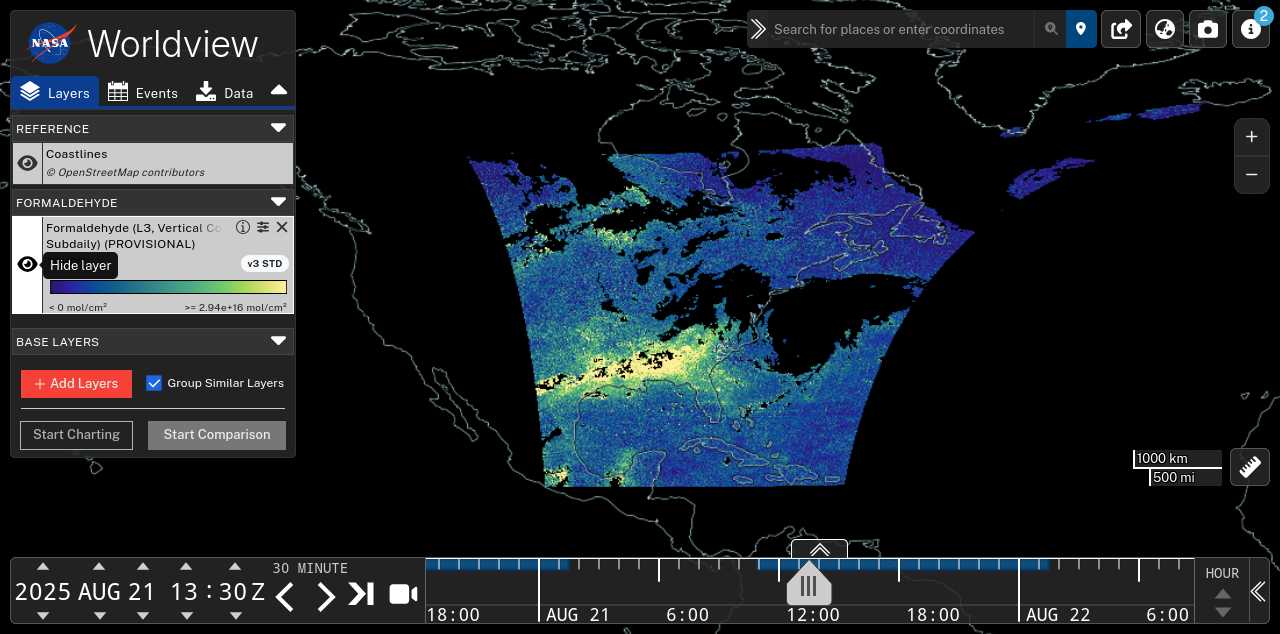 NASA
Worldview
Layers
Events
Data
REFERENCE
Coastlines
© OpenStreetMap contributors
FORMALDEHYDE
Formaldehyde (L3, Vertical Co
Subdaily) (PROVISIONAL)
Hide layer
v3 STD
< 0 mol/cm²
>= 2.94e+16 mol/cm²
BASE LAYERS
+ Add Layers
Group Similar Layers
Start Charting
Start Comparison
Search for places or enter coordinates
2
+
−
1000 km
500 mi
30 MINUTE
2025 AUG 21 13 : 30 Z
18:00
AUG 21
6:00
12:00
18:00
AUG 22
6:00
HOUR